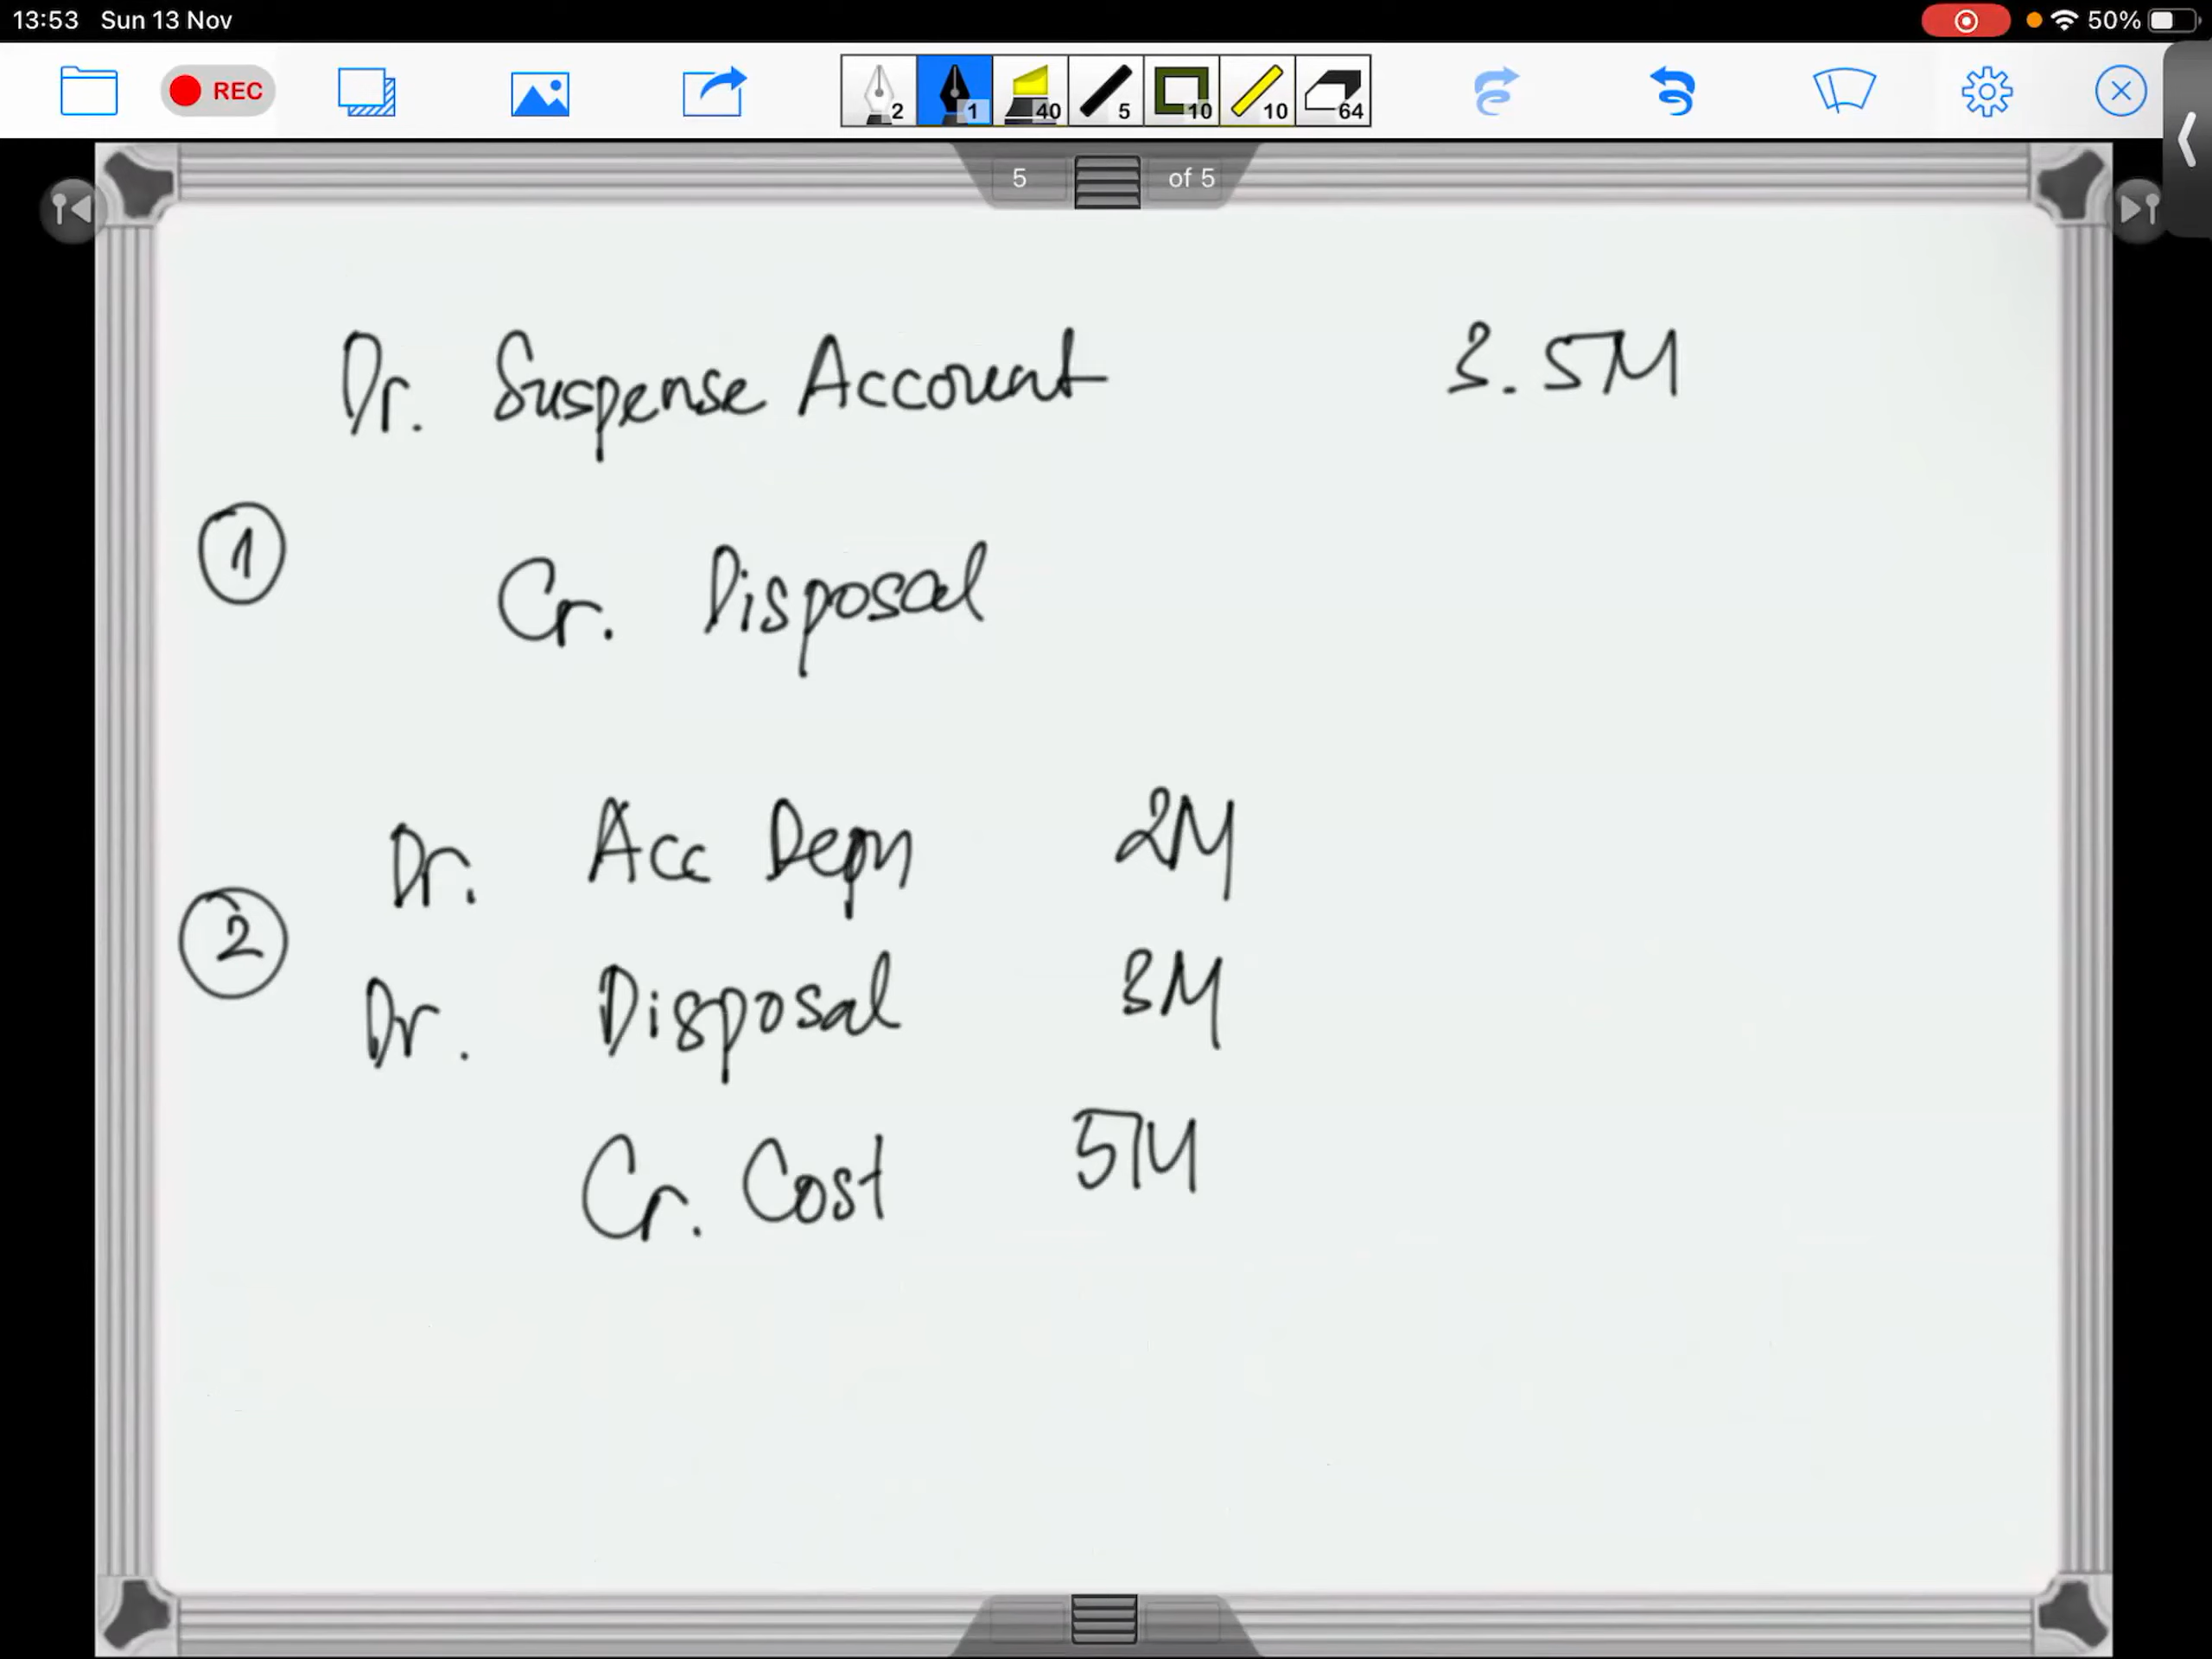 13:53 Sun 13 Nov 50%
REC 2 1 40 5 10 10 64
5 of 5
Dr. Suspense Account 3.5M
1
Cr. Disposal
Dr. Acc Depn 2M
2
Dr. Disposal 3M
Cr. Cost 5M